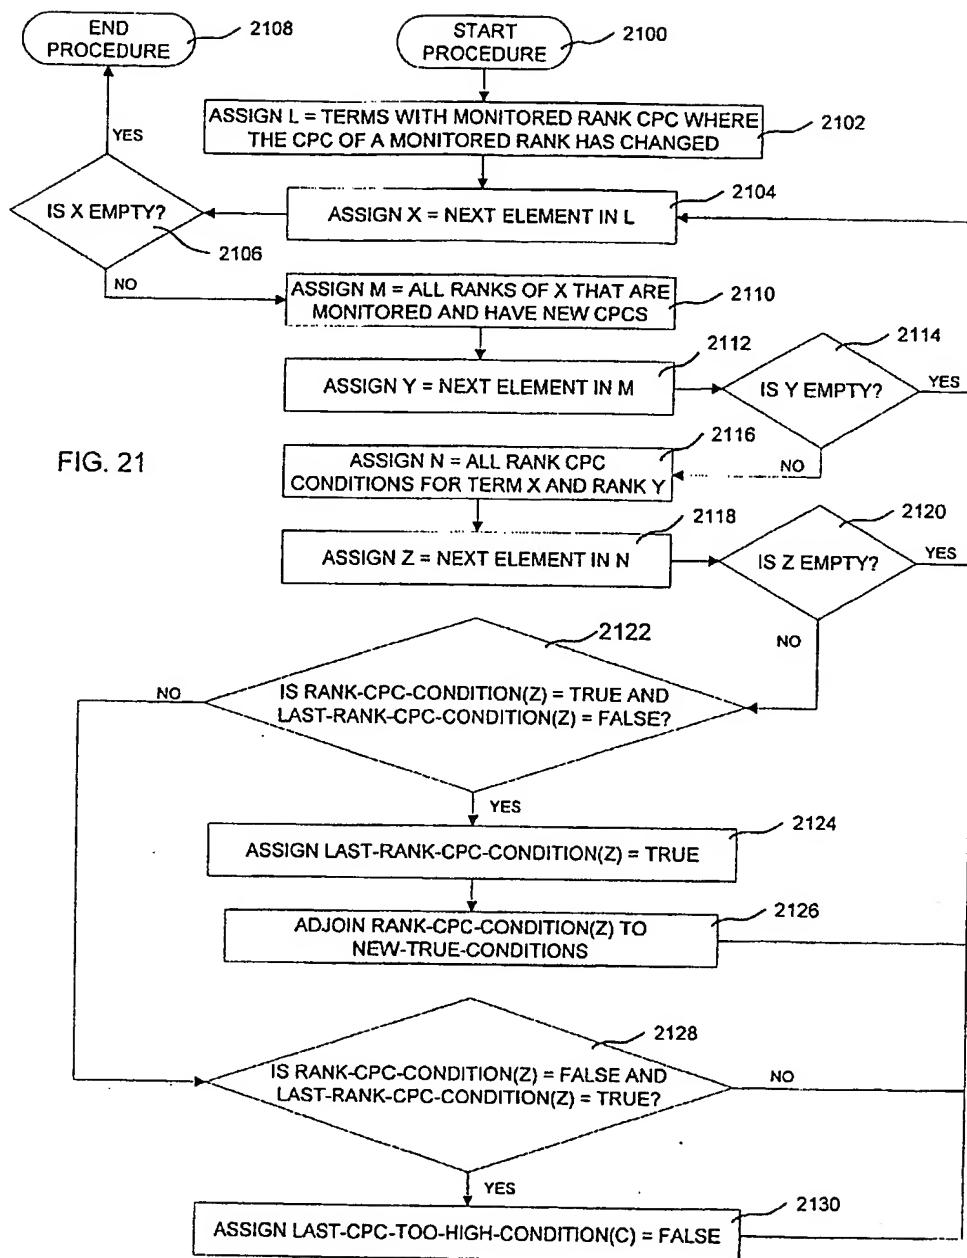 END
PROCEDURE
2108
START
PROCEDURE
2100
YES
ASSIGN L = TERMS WITH MONITORED RANK CPC WHERE
THE CPC OF A MONITORED RANK HAS CHANGED
2102
IS X EMPTY?
2106
ASSIGN X = NEXT ELEMENT IN L
2104
NO
ASSIGN M = ALL RANKS OF X THAT ARE
MONITORED AND HAVE NEW CPCS
2110
ASSIGN Y = NEXT ELEMENT IN M
2112
IS Y EMPTY?
2114
YES
NO
FIG. 21
ASSIGN N = ALL RANK CPC
CONDITIONS FOR TERM X AND RANK Y
2116
ASSIGN Z = NEXT ELEMENT IN N
2118
IS Z EMPTY?
2120
YES
NO
2122
NO
IS RANK-CPC-CONDITION(Z) = TRUE AND
LAST-RANK-CPC-CONDITION(Z) = FALSE?
YES
2124
ASSIGN LAST-RANK-CPC-CONDITION(Z) = TRUE
2126
ADJOIN RANK-CPC-CONDITION(Z) TO
NEW-TRUE-CONDITIONS
2128
IS RANK-CPC-CONDITION(Z) = FALSE AND
LAST-RANK-CPC-CONDITION(Z) = TRUE?
NO
YES
2130
ASSIGN LAST-CPC-TOO-HIGH-CONDITION(C) = FALSE